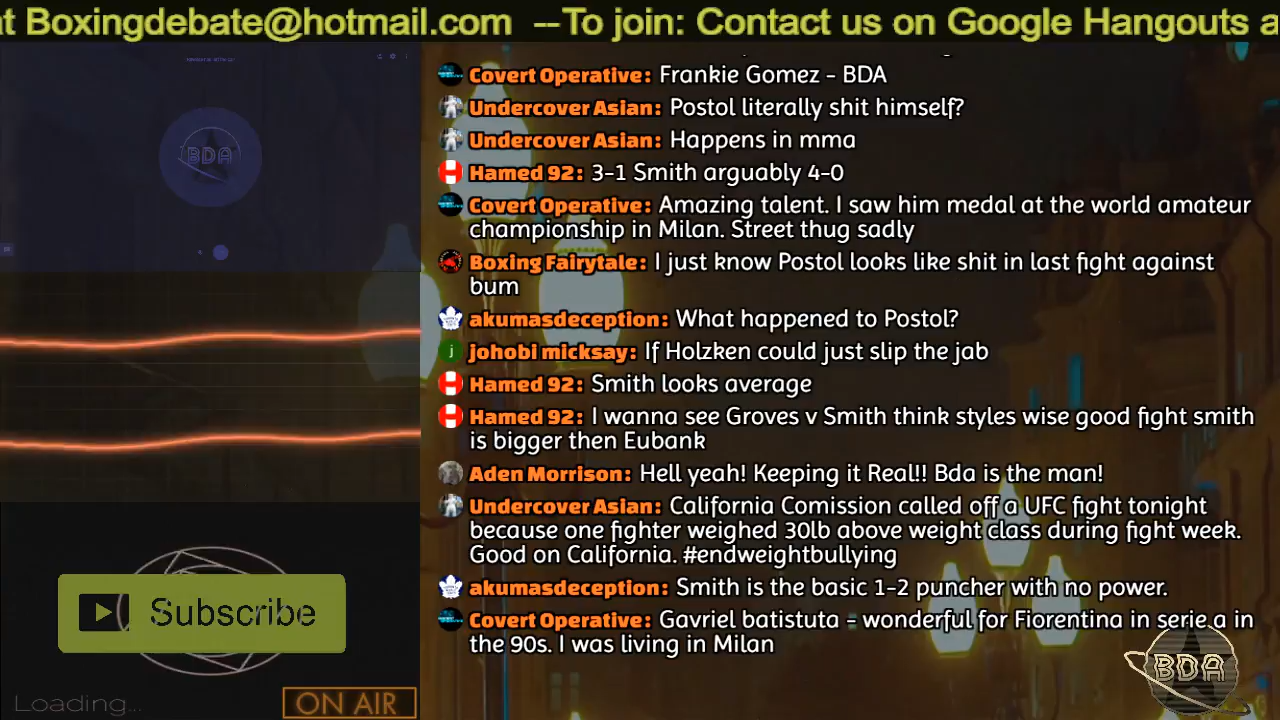 at Boxingdebate@hotmail.com --To join: Contact us on Google Hangouts a
Covert Operative: Frankie Gomez - BDA
Undercover Asian: Postol literally shit himself?
Undercover Asian: Happens in mma
Hamed 92: 3-1 Smith arguably 4-0
Covert Operative: Amazing talent. I saw him medal at the world amateur
championship in Milan. Street thug sadly
Boxing Fairytale: I just know Postol looks like shit in last fight against
bum
akumasdeception: What happened to Postol?
johobi micksay: If Holzken could just slip the jab
Hamed 92: Smith looks average
Hamed 92: I wanna see Groves v Smith think styles wise good fight smith
is bigger then Eubank
Aden Morrison: Hell yeah! Keeping it Real!! Bda is the man!
Undercover Asian: California Comission called off a UFC fight tonight
because one fighter weighed 30lb above weight class during fight week.
Good on California. #endweightbullying
akumasdeception: Smith is the basic 1-2 puncher with no power.
Covert Operative: Gavriel batistuta - wonderful for Fiorentina in serie a in
the 90s. I was living in Milan
BDA
j
Subscribe
Loading...
ON AIR
BDA